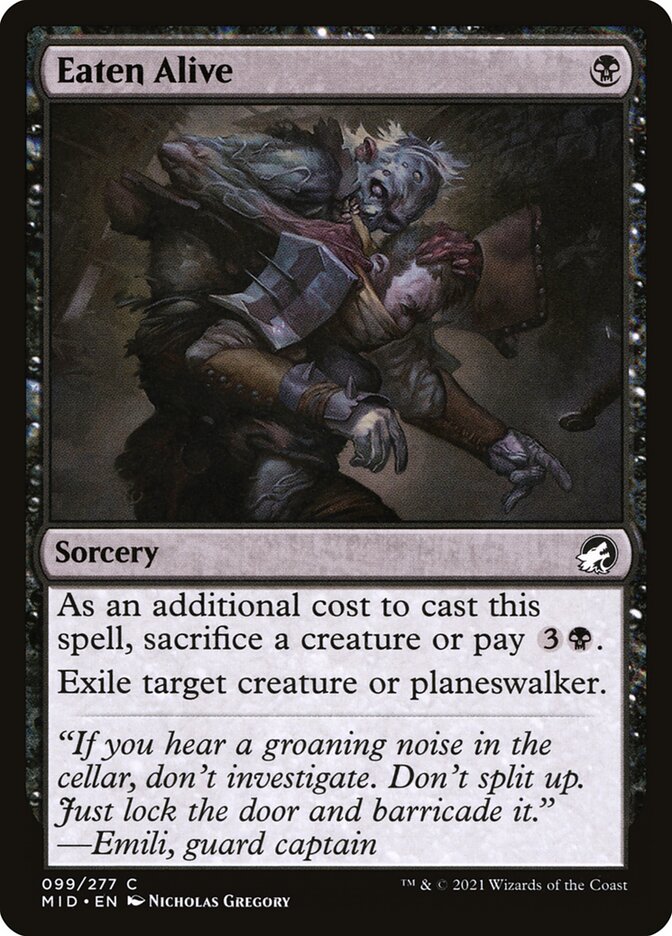 Eaten Alive
Sorcery
As an additional cost to cast this
spell, sacrifice a creature or pay 3.
Exile target creature or planeswalker.
“If you hear a groaning noise in the
cellar, don’t investigate. Don’t split up.
Just lock the door and barricade it.”
—Emili, guard captain
099/277 C
MID • EN Nicholas Gregory
™ & © 2021 Wizards of the Coast